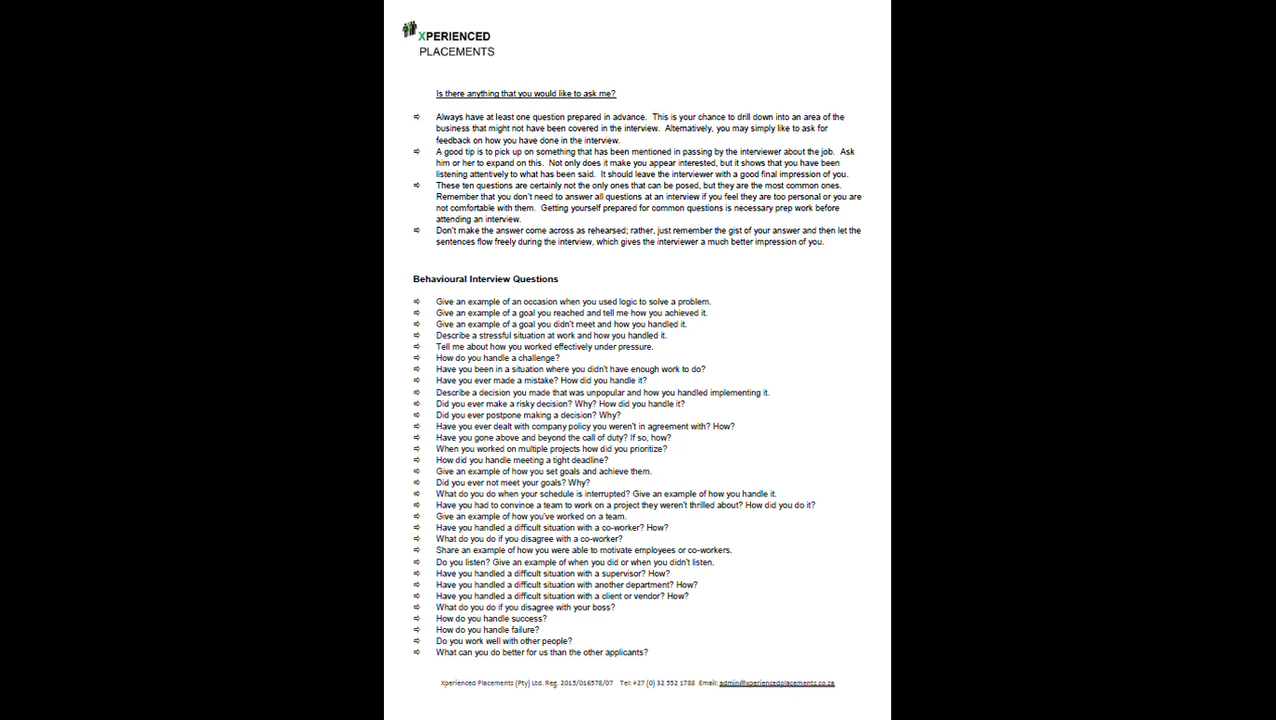 XPERIENCED
PLACEMENTS
Is there anything that you would like to ask me?
⇨ Always have at least one question prepared in advance. This is your chance to drill down into an area of the
business that might not have been covered in the interview. Alternatively, you may simply like to ask for
feedback on how you have done in the interview.
⇨ A good tip is to pick up on something that has been mentioned in passing by the interviewer about the job. Ask
him or her to expand on this. Not only does it make you appear interested, but it shows that you have been
listening attentively to what has been said. It should leave the interviewer with a good final impression of you.
⇨ These ten questions are certainly not the only ones that can be posed, but they are the most common ones.
Remember that you don't need to answer all questions at an interview if you feel they are too personal or you are
not comfortable with them. Getting yourself prepared for common questions is necessary prep work before
attending an interview.
⇨ Don't make the answer come across as rehearsed; rather, just remember the gist of your answer and then let the
sentences flow freely during the interview, which gives the interviewer a much better impression of you.
Behavioural Interview Questions
⇨ Give an example of an occasion when you used logic to solve a problem.
⇨ Give an example of a goal you reached and tell me how you achieved it.
⇨ Give an example of a goal you didn't meet and how you handled it.
⇨ Describe a stressful situation at work and how you handled it.
⇨ Tell me about how you worked effectively under pressure.
⇨ How do you handle a challenge?
⇨ Have you been in a situation where you didn't have enough work to do?
⇨ Have you ever made a mistake? How did you handle it?
⇨ Describe a decision you made that was unpopular and how you handled implementing it.
⇨ Did you ever make a risky decision? Why? How did you handle it?
⇨ Did you ever postpone making a decision? Why?
⇨ Have you ever dealt with company policy you weren't in agreement with? How?
⇨ Have you gone above and beyond the call of duty? If so, how?
⇨ When you worked on multiple projects how did you prioritize?
⇨ How did you handle meeting a tight deadline?
⇨ Give an example of how you set goals and achieve them.
⇨ Did you ever not meet your goals? Why?
⇨ What do you do when your schedule is interrupted? Give an example of how you handle it.
⇨ Have you had to convince a team to work on a project they weren't thrilled about? How did you do it?
⇨ Give an example of how you've worked on a team.
⇨ Have you handled a difficult situation with a co-worker? How?
⇨ What do you do if you disagree with a co-worker?
⇨ Share an example of how you were able to motivate employees or co-workers.
⇨ Do you listen? Give an example of when you did or when you didn't listen.
⇨ Have you handled a difficult situation with a supervisor? How?
⇨ Have you handled a difficult situation with another department? How?
⇨ Have you handled a difficult situation with a client or vendor? How?
⇨ What do you do if you disagree with your boss?
⇨ How do you handle success?
⇨ How do you handle failure?
⇨ Do you work well with other people?
⇨ What can you do better for us than the other applicants?
Xperienced Placements (Pty) Ltd. Reg. 2015/016578/07 Tel: +27 (0) 32 552 1788 Email: admin@xperiencedplacements.co.za